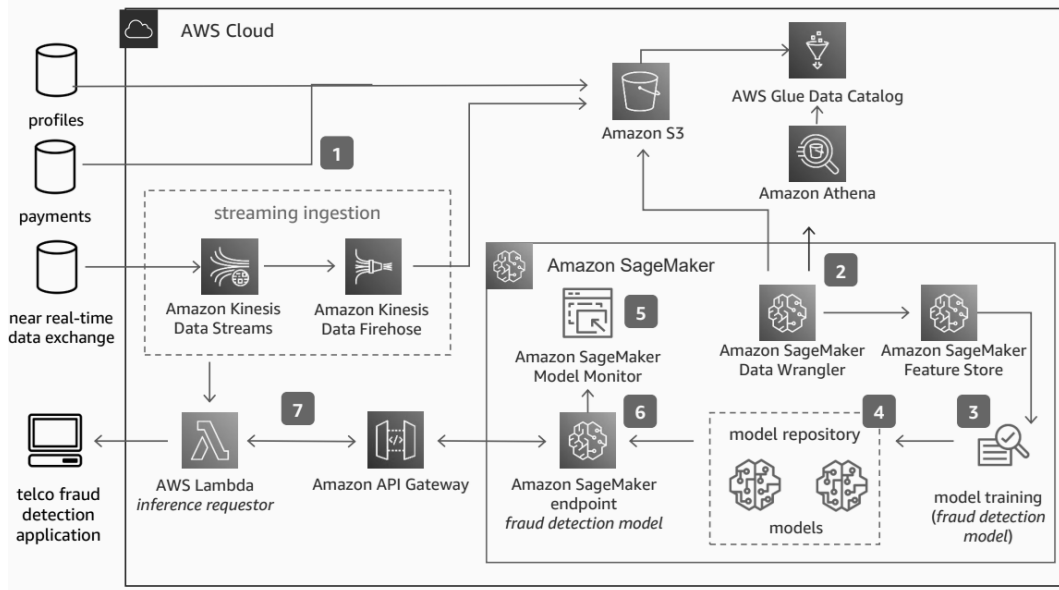 AWS Cloud
profiles
1
payments
Amazon S3
AWS Glue Data Catalog
Amazon Athena
streaming ingestion
Amazon Kinesis
Data Streams
Amazon Kinesis
Data Firehose
near real-time
data exchange
Amazon SageMaker
2
5
Amazon SageMaker
Model Monitor
Amazon SageMaker
Data Wrangler
Amazon SageMaker
Feature Store
7
6
4
3
model repository
models
telco fraud
detection
application
AWS Lambda
inference requestor
Amazon API Gateway
Amazon SageMaker
endpoint
fraud detection model
model training
(fraud detection
model)